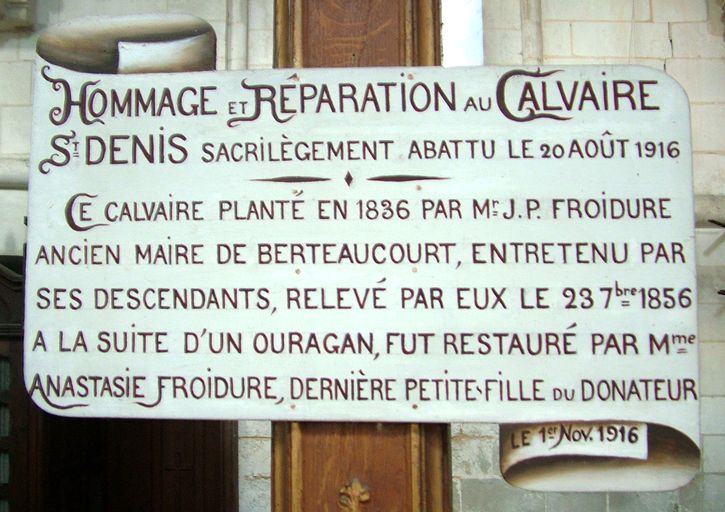 HOMMAGE ET RÉPARATION AU CALVAIRE
ST DENIS SACRILÈGEMENT ABATTU LE 20 AOÛT 1916
CE CALVAIRE PLANTÉ EN 1836 PAR Mr J.P. FROIDURE
ANCIEN MAIRE DE BERTEAUCOURT, ENTRETENU PAR
SES DESCENDANTS, RELEVÉ PAR EUX LE 23 7bre 1856
A LA SUITE D'UN OURAGAN, FUT RESTAURÉ PAR Mme
ANASTASIE FROIDURE, DERNIÈRE PETITE-FILLE DU DONATEUR
LE 1er Nov. 1916